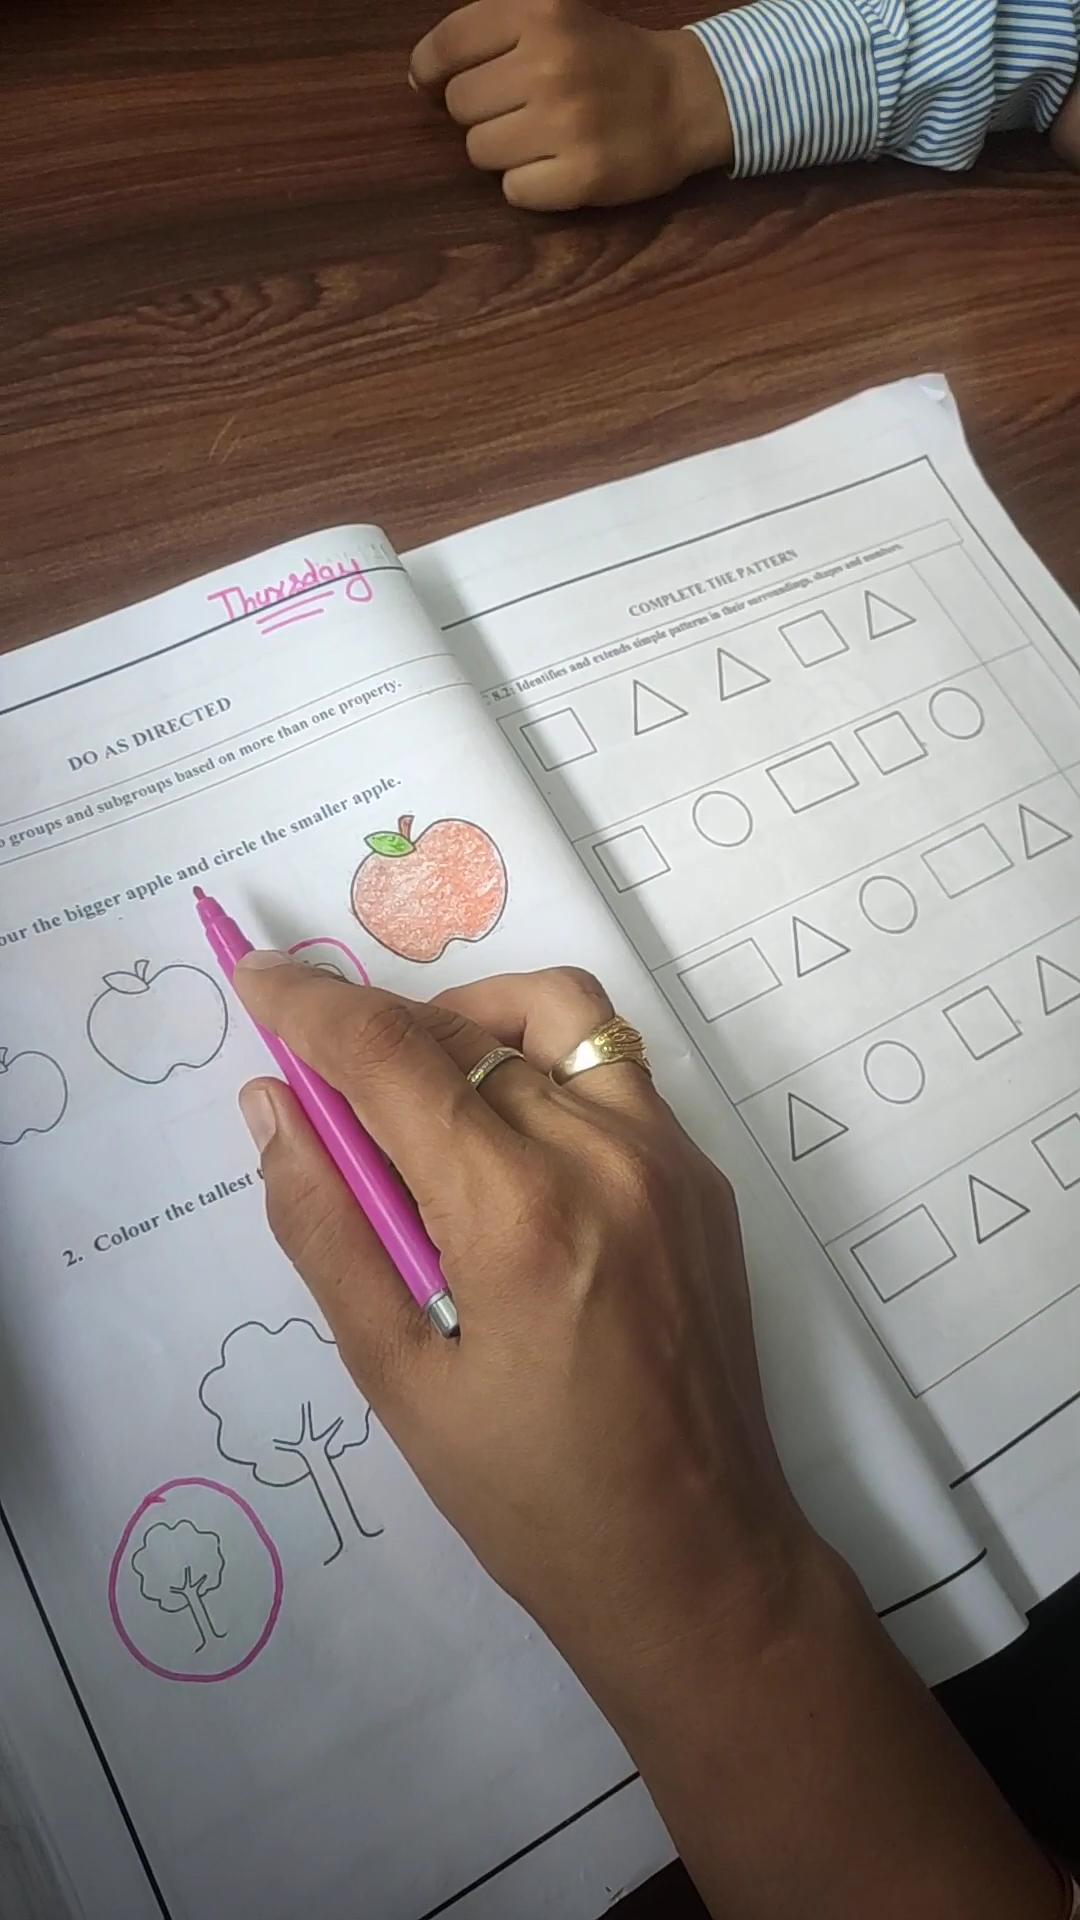 Thursday
DO AS DIRECTED
groups and subgroups based on more than one property.
the bigger apple and circle the smaller apple.
2. Colour the tallest
COMPLETE THE PATTERN
8.2: Identifies and extends simple patterns in their surroundings, shapes and numbers.